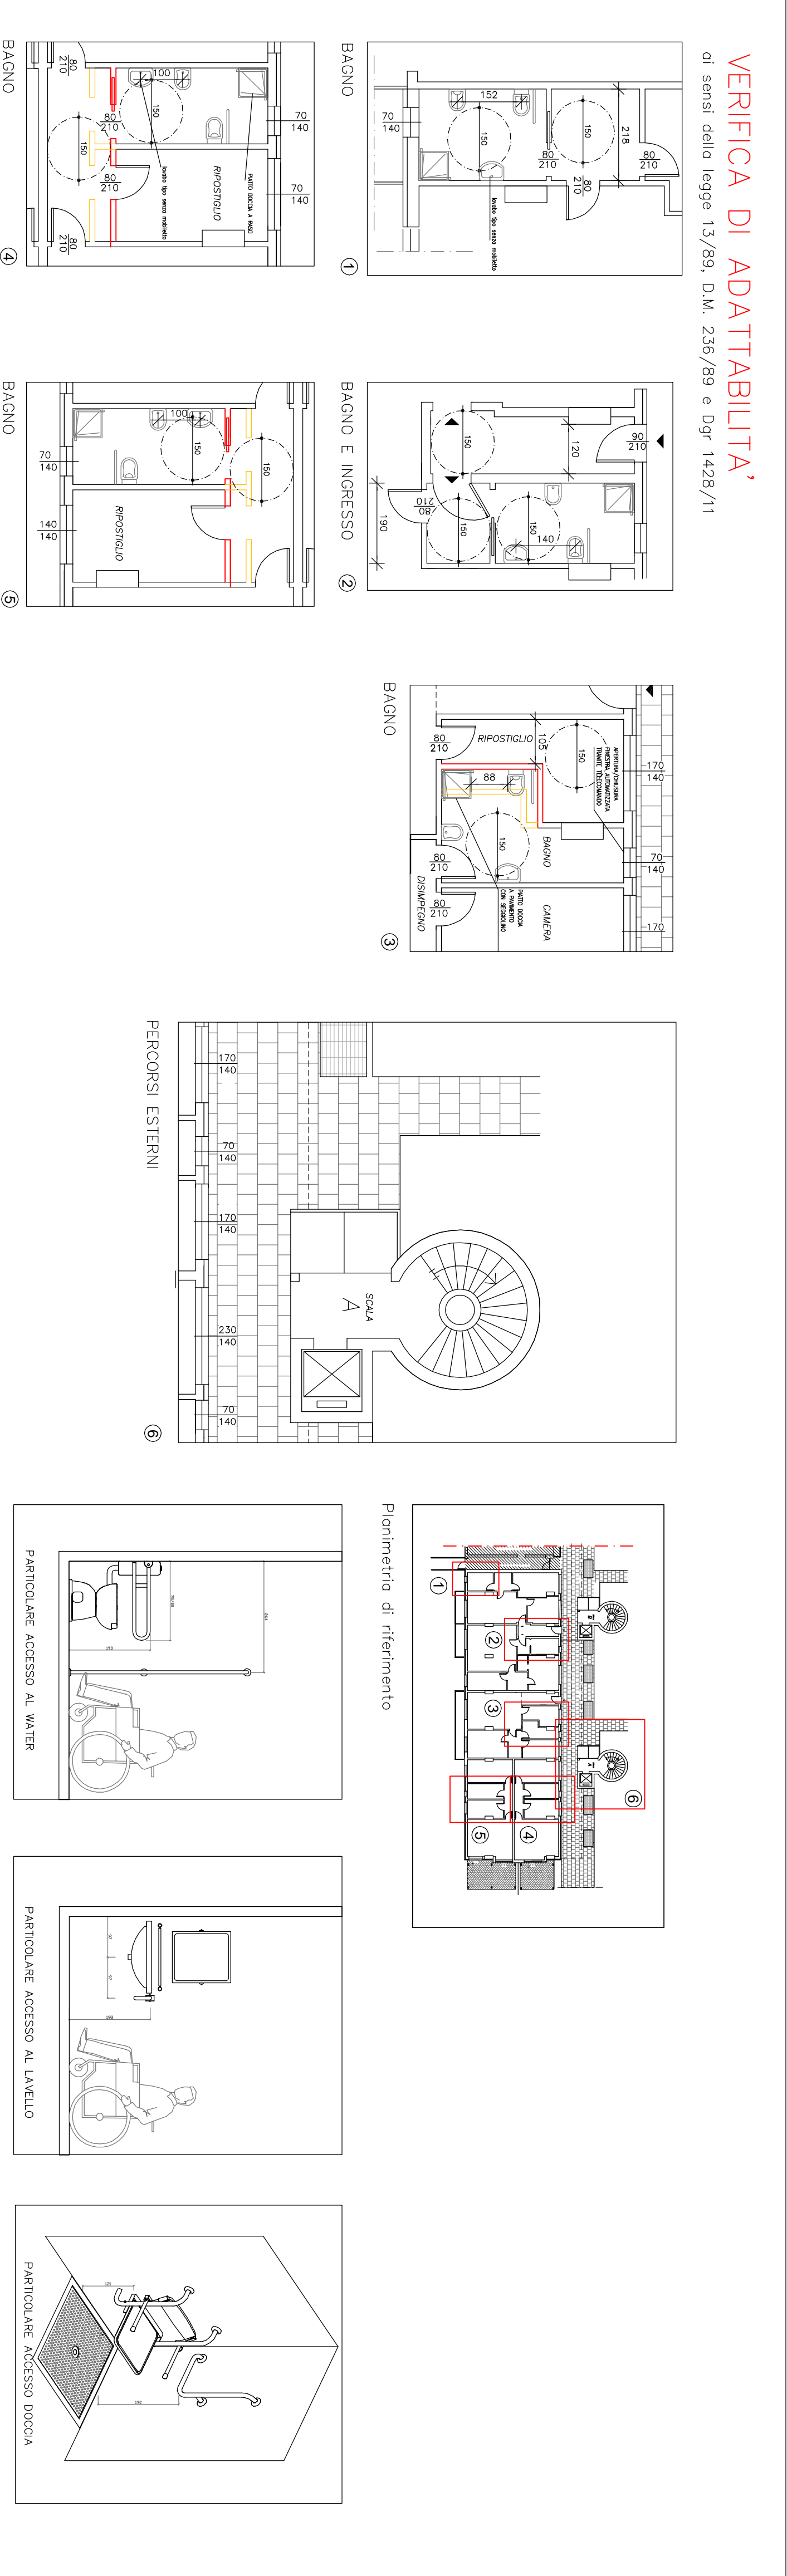 VERIFICA DI ADATTABILITA'
ai sensi della legge 13/89, D.M. 236/89 e Dgr 1428/11
218
80
210
80
210
80
210
150
150
152
70
140
lavabo tipo senza mobiletto
BAGNO
1
90
210
120
150
150
150
140
80
210
190
BAGNO E INGRESSO
2
170
140
70
140
170
APERTURA/CHIUSURA
FINESTRA AUTOMATIZZATA
TRAMITE TELECOMANDO
150
105
RIPOSTIGLIO
88
150
BAGNO
CAMERA
PIATTO DOCCIA
A PAVIMENTO
CON SEGGIOLINO
80
210
80
210
80
210
DISIMPEGNO
BAGNO
3
70
140
70
140
PIATTO DOCCIA A RASO
RIPOSTIGLIO
100
150
lavabo tipo senza mobiletto
80
210
80
210
150
80
210
80
210
BAGNO
4
150
100
150
RIPOSTIGLIO
70
140
140
140
BAGNO
5
SCALA
A
170
140
70
140
170
140
230
140
70
140
PERCORSI ESTERNI
6
1
2
3
4
5
6
Planimetria di riferimento
PARTICOLARE ACCESSO AL WATER
PARTICOLARE ACCESSO AL LAVELLO
PARTICOLARE ACCESSO DOCCIA